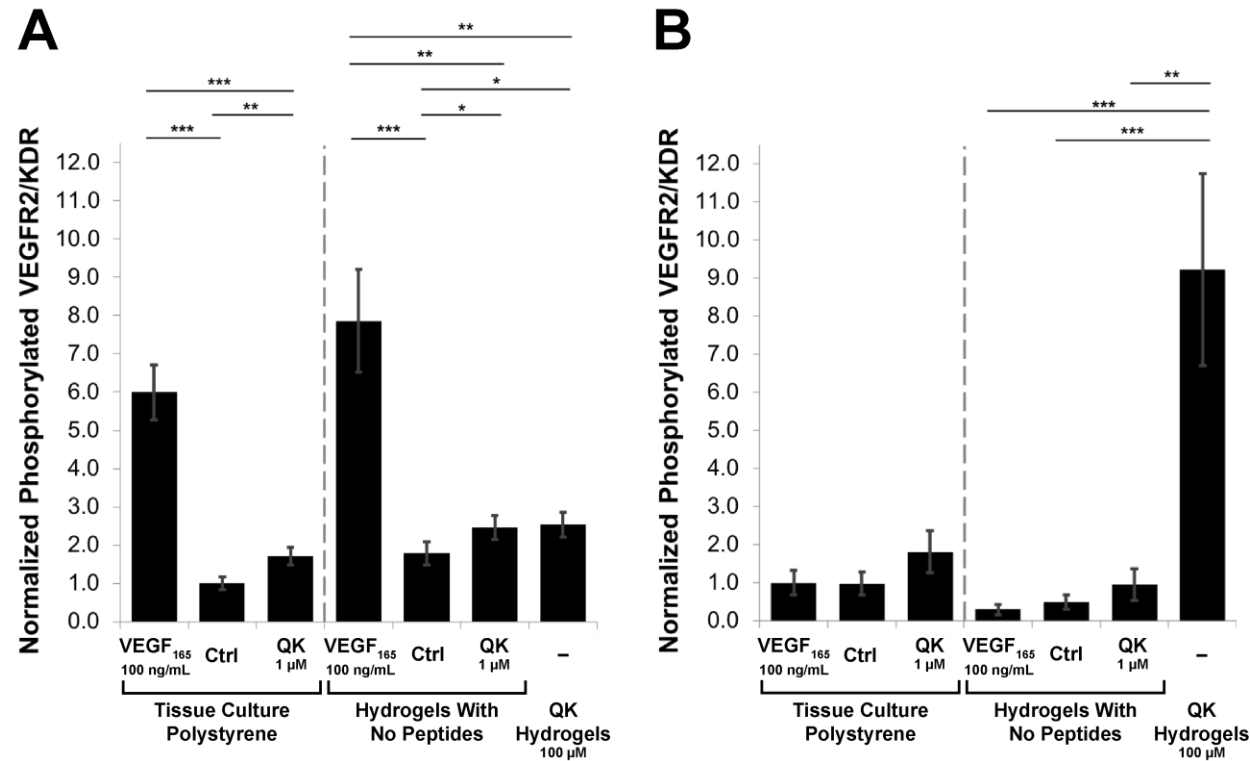 A
**
**
***
*
**
*
***
***
Normalized Phosphorylated VEGFR2/KDR
12.0
11.0
10.0
9.0
8.0
7.0
6.0
5.0
4.0
3.0
2.0
1.0
0.0
VEGF165
100 ng/mL
Ctrl
QK
1 µM
VEGF165
100 ng/mL
Ctrl
QK
1 µM
–
Tissue Culture
Polystyrene
Hydrogels With
No Peptides
QK
Hydrogels
100 µM
B
**
***
***
Normalized Phosphorylated VEGFR2/KDR
12.0
11.0
10.0
9.0
8.0
7.0
6.0
5.0
4.0
3.0
2.0
1.0
0.0
VEGF165
100 ng/mL
Ctrl
QK
1 µM
VEGF165
100 ng/mL
Ctrl
QK
1 µM
–
Tissue Culture
Polystyrene
Hydrogels With
No Peptides
QK
Hydrogels
100 µM